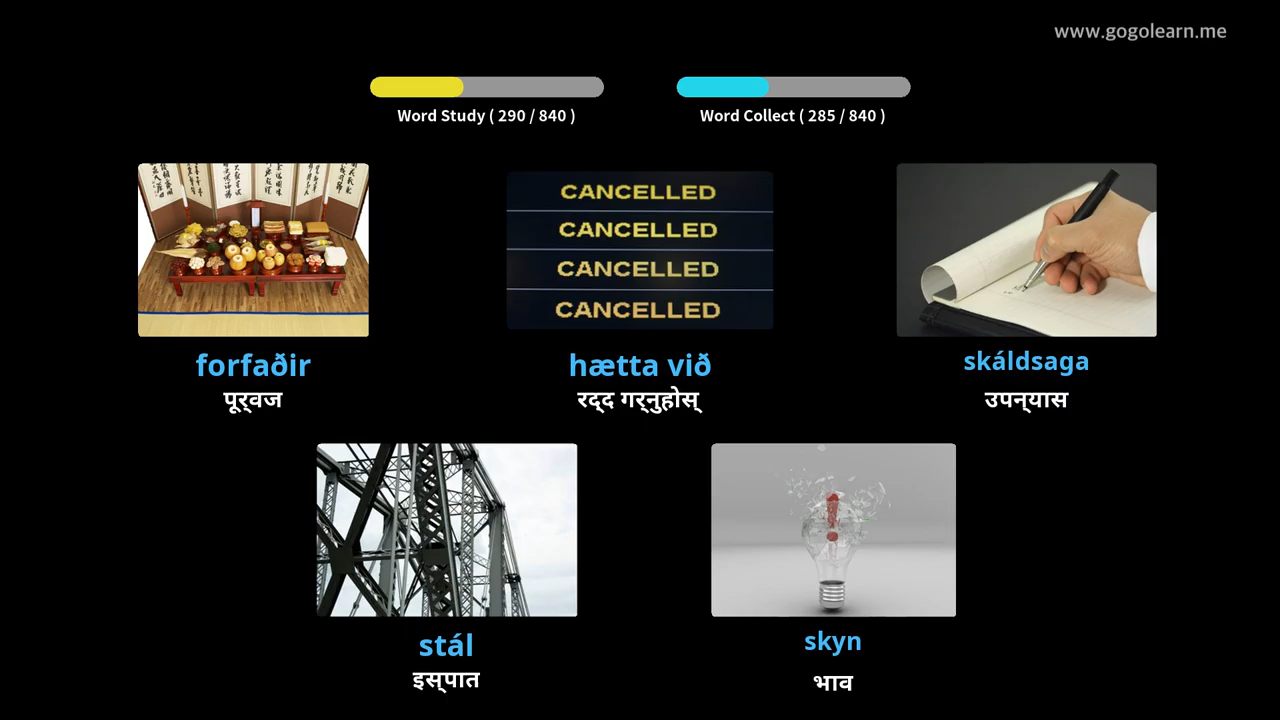 www.gogolearn.me
Word Study ( 290 / 840 )
Word Collect ( 285 / 840 )
CANCELLED
CANCELLED
CANCELLED
CANCELLED
forfaðir
पूर्‌वज
hætta við
रद्‌द गर्‌नुहोस्
skáldsaga
उपन्‌यास
stál
इस्‌पात
skyn
भाव